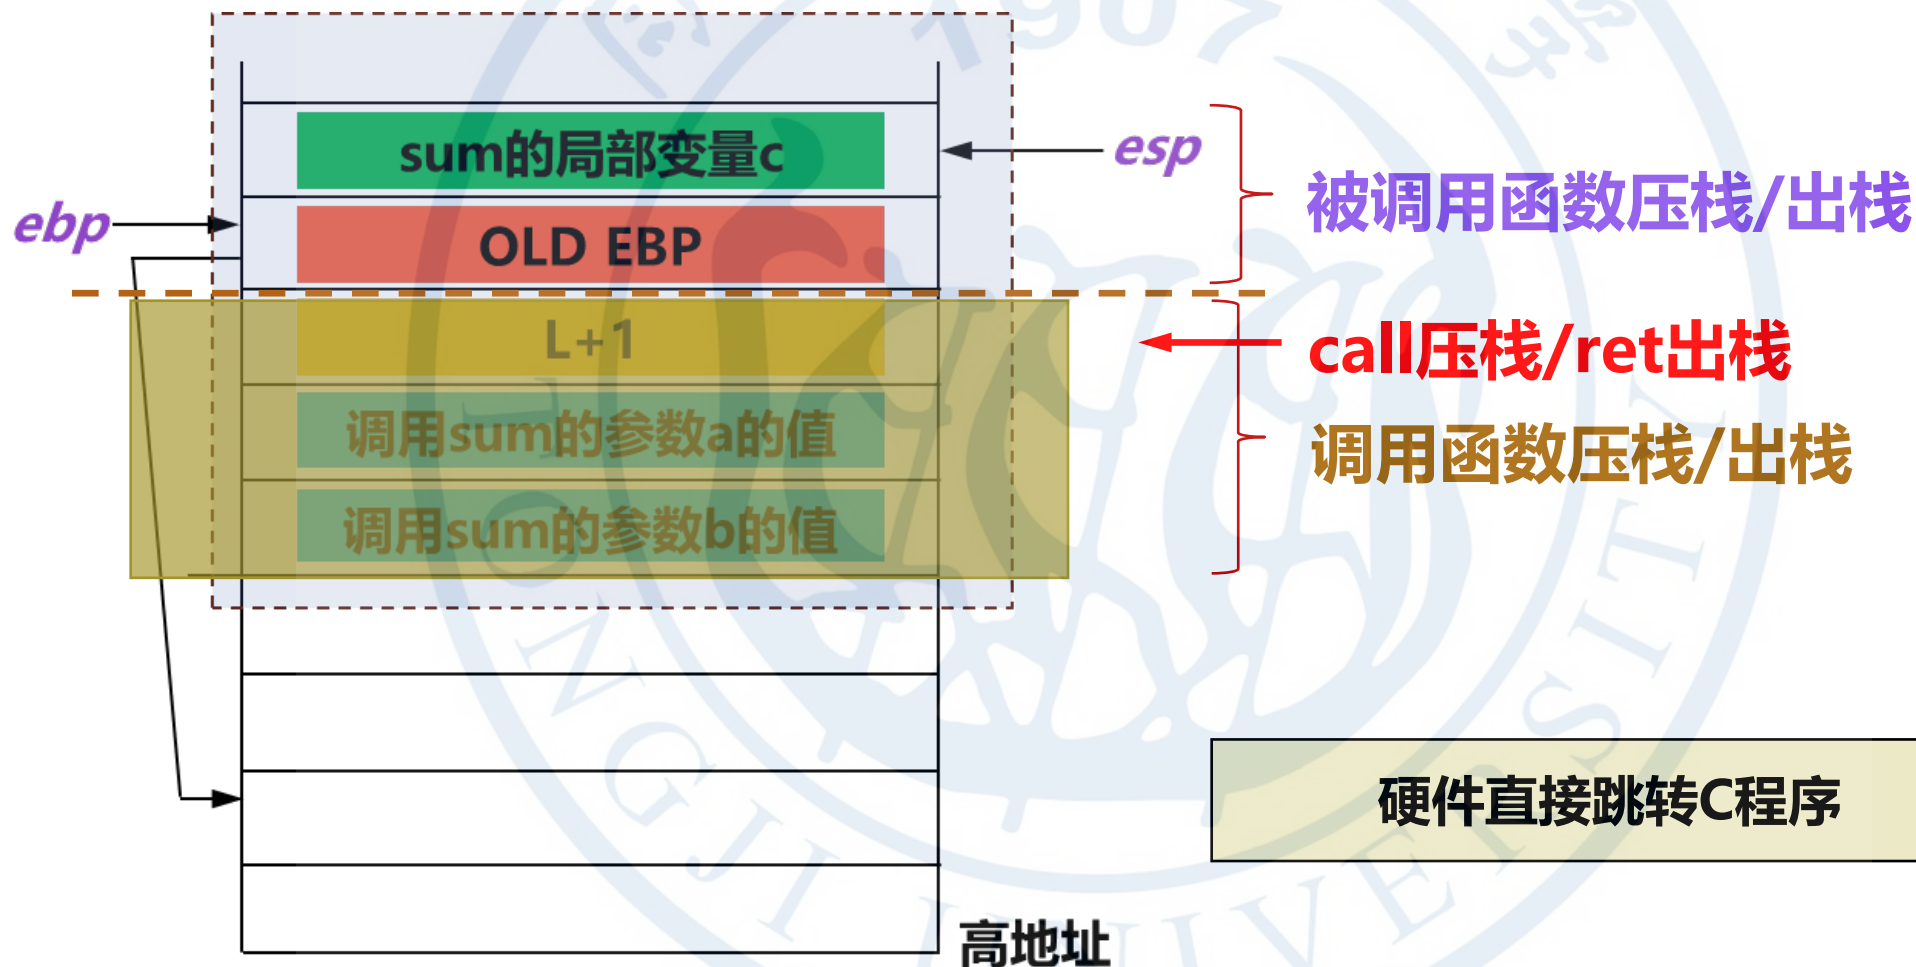 1907
sum的局部变量c
esp
被调用函数压栈/出栈
ebp
OLD EBP
L+1
call压栈/ret出栈
调用sum的参数a的值
调用函数压栈/出栈
调用sum的参数b的值
硬件直接跳转C程序
高地址
TONGJI UNIVERSITY